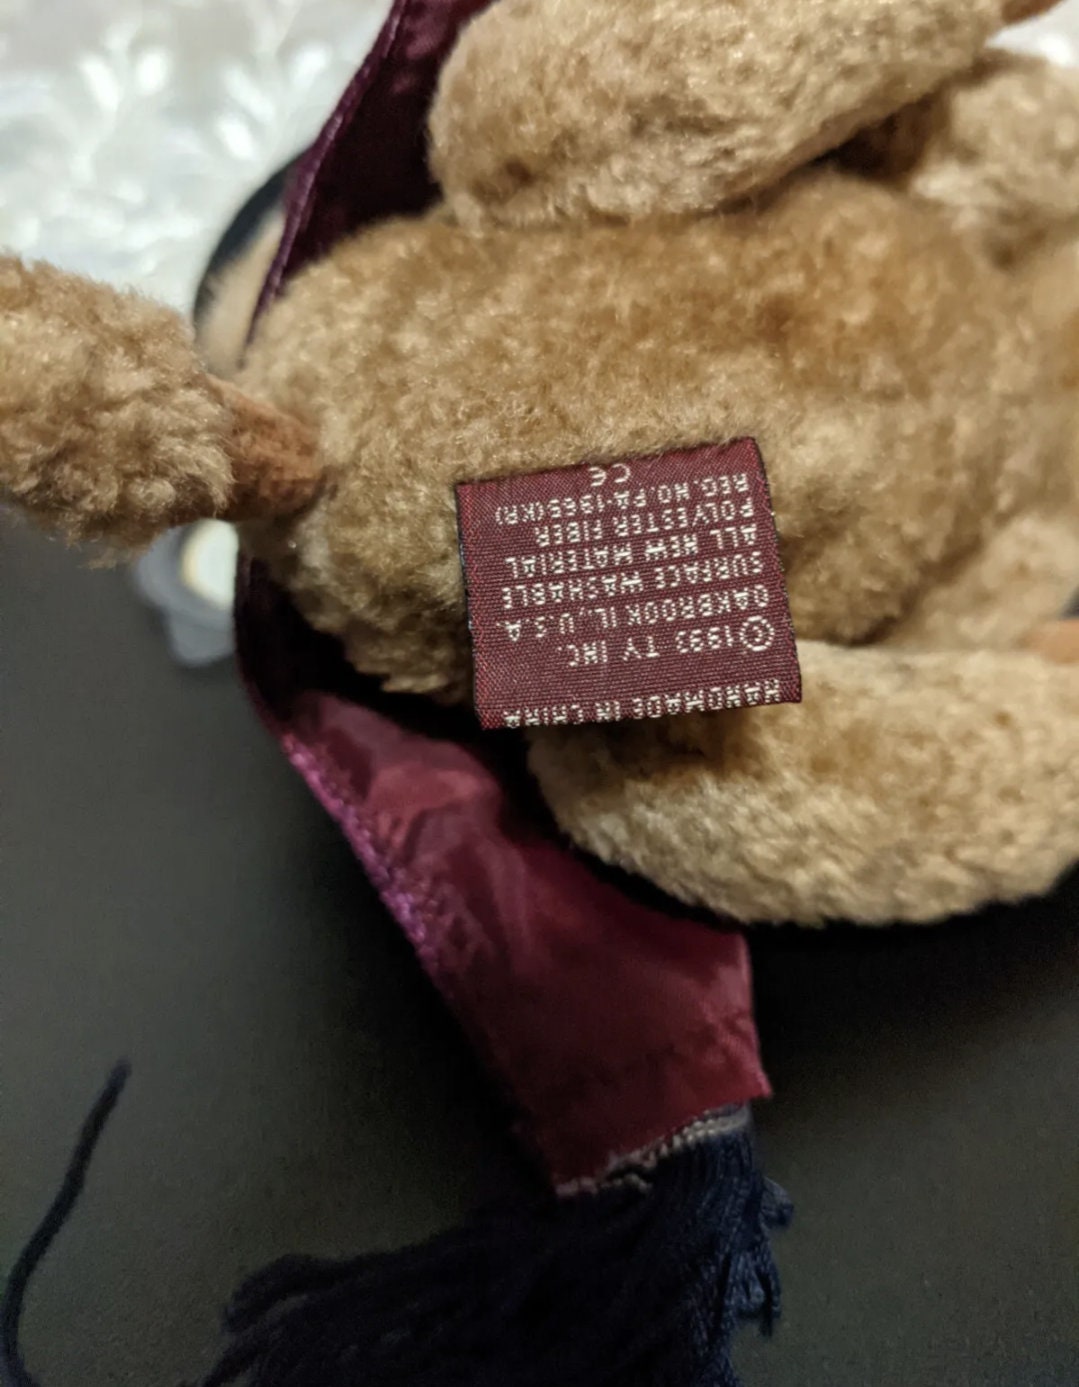 HANDMADE IN CHINA
©1993 TY INC.
OAKBROOK IL,.U.S.A.
SURFACE WASHABLE
ALL NEW MATERIAL
POLYESTER FIBER
REG.NO.PA-1965(KR)
CE